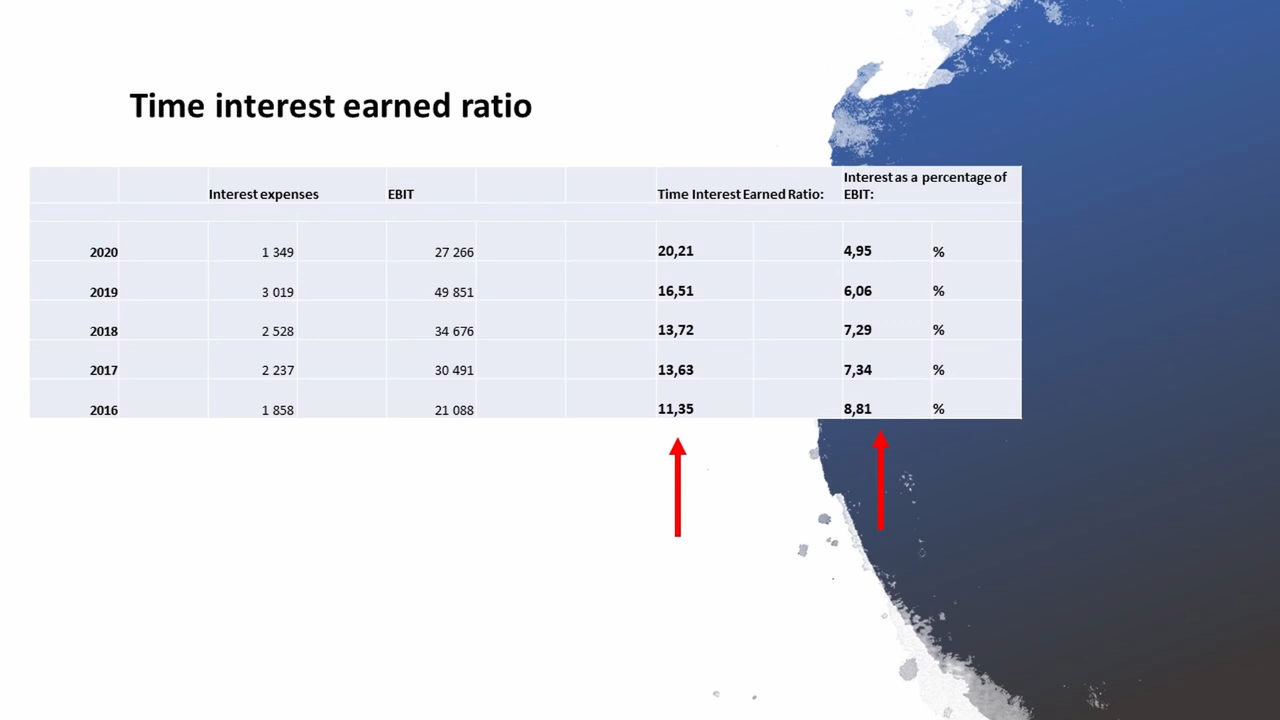 Time interest earned ratio
Interest expenses EBIT Time Interest Earned Ratio: Interest as a percentage of
EBIT:
2020 1 349 27 266 20,21 4,95 %
2019 3 019 49 851 16,51 6,06 %
2018 2 528 34 676 13,72 7,29 %
2017 2 237 30 491 13,63 7,34 %
2016 1 858 21 088 11,35 8,81 %